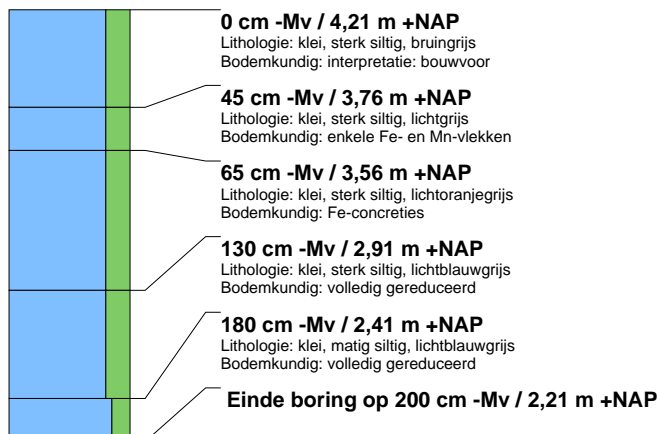 0 cm -Mv / 4,21 m +NAP
Lithologie: klei, sterk siltig, bruingrijs
Bodemkundig: interpretatie: bouwvoor
45 cm -Mv / 3,76 m +NAP
Lithologie: klei, sterk siltig, lichtgrijs
Bodemkundig: enkele Fe- en Mn-vlekken
65 cm -Mv / 3,56 m +NAP
Lithologie: klei, sterk siltig, lichtoranjegrijs
Bodemkundig: Fe-concreties
130 cm -Mv / 2,91 m +NAP
Lithologie: klei, sterk siltig, lichtblauwgrijs
Bodemkundig: volledig gereduceerd
180 cm -Mv / 2,41 m +NAP
Lithologie: klei, matig siltig, lichtblauwgrijs
Bodemkundig: volledig gereduceerd
Einde boring op 200 cm -Mv / 2,21 m +NAP